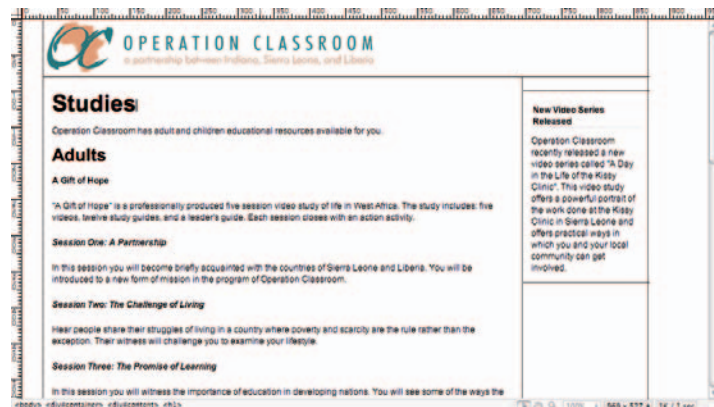 OPERATION CLASSROOM
a partnership between Indiana, Sierra Leone, and Liberia
Studies
Operation Classroom has adult and children educational resources available for you.
Adults
A Gift of Hope
"A Gift of Hope" is a professionally produced five session video study of life in West Africa. The study includes: five
videos, twelve study guides, and a leader's guide. Each session closes with an action activity.
Session One: A Partnership
In this session you will become briefly acquainted with the countries of Sierra Leone and Liberia. You will be
introduced to a new form of mission in the program of Operation Classroom.
Session Two: The Challenge of Living
Hear people share their struggles of living in a country where poverty and scarcity are the rule rather than the
exception. Their witness will challenge you to examine your lifestyle.
Session Three: The Promise of Learning
In this session you will witness the importance of education in developing nations. You will see some of the ways the
New Video Series
Released
Operation Classroom
recently released a new
video series called "A Day
in the Life of the Kissy
Clinic". This video study
offers a powerful portrait of
the work done at the Kissy
Clinic in Sierra Leone and
offers practical ways in
which you and your local
community can get
involved.